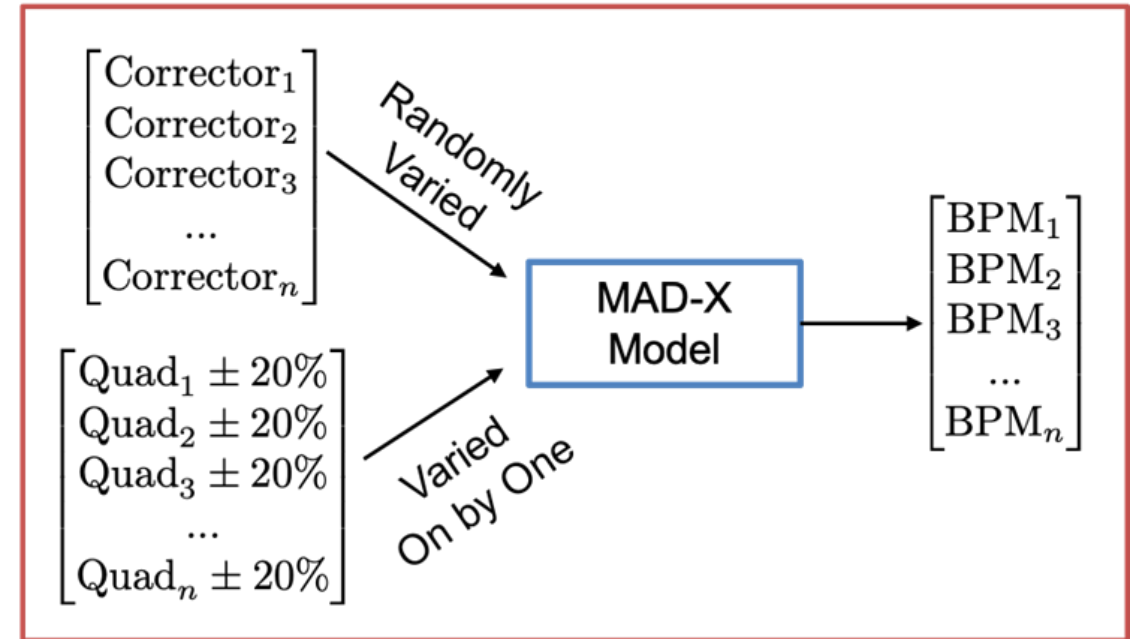 Corrector₁
Corrector₂
Corrector₃
...
Correctorₙ
Randomly
Varied
Quad₁ ± 20%
Quad₂ ± 20%
Quad₃ ± 20%
...
Quadₙ ± 20%
Varied
On by One
MAD-X
Model
BPM₁
BPM₂
BPM₃
...
BPMₙ